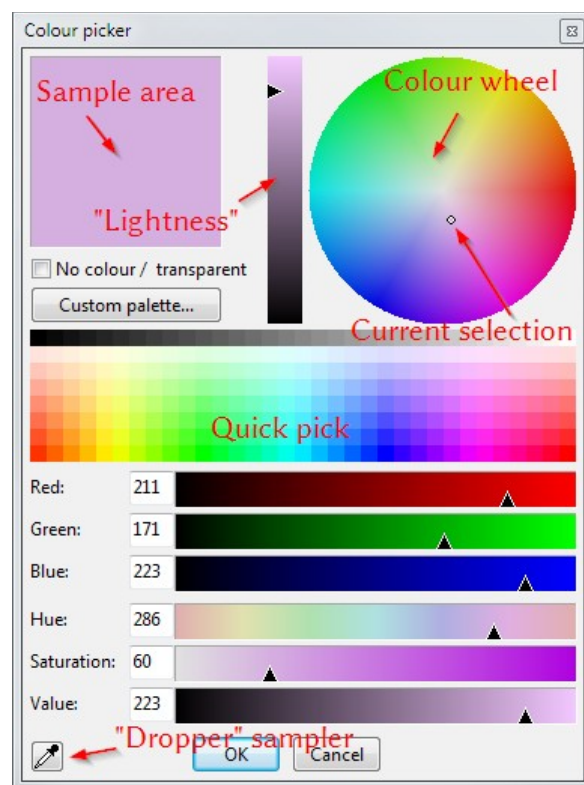 Colour picker
Sample area
Colour wheel
"Lightness"
No colour / transparent
Custom palette...
Current selection
Quick pick
Red: 211
Green: 171
Blue: 223
Hue: 286
Saturation: 60
Value: 223
"Dropper" sampler
OK Cancel